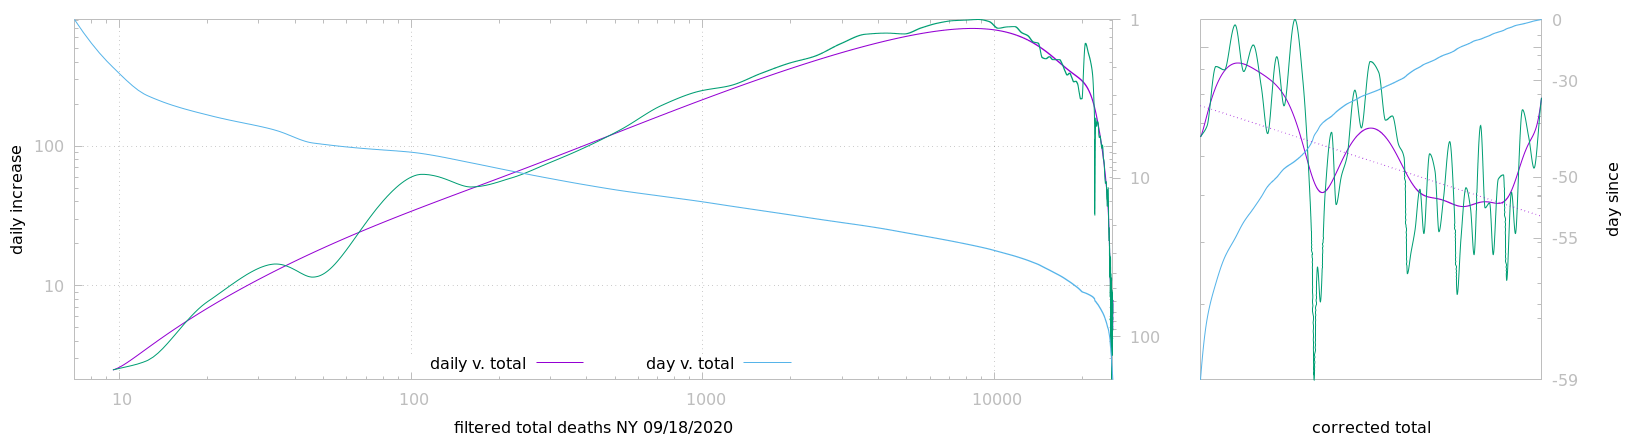 daily increase
100
10
10
100
1000
10000
filtered total deaths NY 09/18/2020
daily v. total
day v. total
1
10
100
0
-30
-50
-55
-59
day since
corrected total